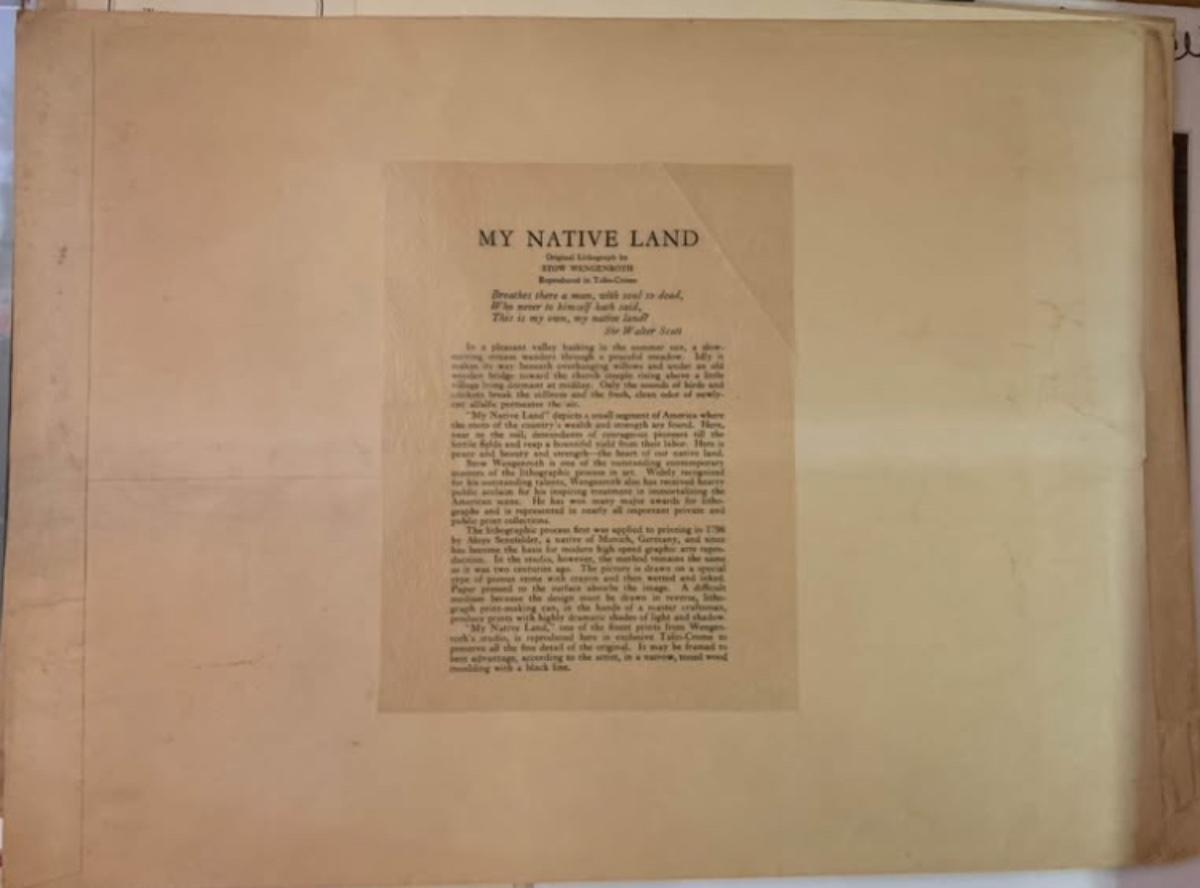 MY NATIVE LAND
Original Lithograph by
STOW WENGENROTH
Reproduced in Tafto-Crome
Breathes there a man, with soul so dead,
Who never to himself hath said,
This is my own, my native land?
Sir Walter Scott
In a pleasant valley basking in the summer sun, a slow-
moving stream wanders through a peaceful meadow. Idly it
makes its way beneath overhanging willows and under an old
wooden bridge toward the church steeple rising above a little
village lying dormant at midday. Only the sounds of birds and
crickets break the stillness and the fresh, clean odor of newly-
cut alfalfa permeates the air.
"My Native Land" depicts a small segment of America where
the roots of the country's wealth and strength are found. Here,
near to the soil, descendants of courageous pioneers till the
fertile fields and reap a bountiful yield from their labor. Here is
peace and beauty and strength—the heart of our native land.
Stow Wengenroth is one of the outstanding contemporary
masters of the lithographic process in art. Widely recognized
for his outstanding talents, Wengenroth also has received hearty
public acclaim for his inspiring treatment in immortalizing the
American scene. He has won many major awards for litho-
graphs and is represented in nearly all important private and
public print collections.
The lithographic process first was applied to printing in 1796
by Aloys Senefelder, a native of Munich, Germany, and since
has become the basis for modern high speed graphic arts repro-
duction. In the studio, however, the method remains the same
as it was two centuries ago. The picture is drawn on a special
type of porous stone with crayon and then wetted and inked.
Paper pressed to the surface absorbs the image. A difficult
medium because the design must be drawn in reverse, litho-
graph print-making can, in the hands of a master craftsman,
produce prints with highly dramatic shades of light and shadow.
"My Native Land," one of the finest prints from Wengen-
roth's studio, is reproduced here in exclusive Tafto-Crome to
preserve all the fine detail of the original. It may be framed to
best advantage, according to the artist, in a narrow, toned wood
moulding with a black line.